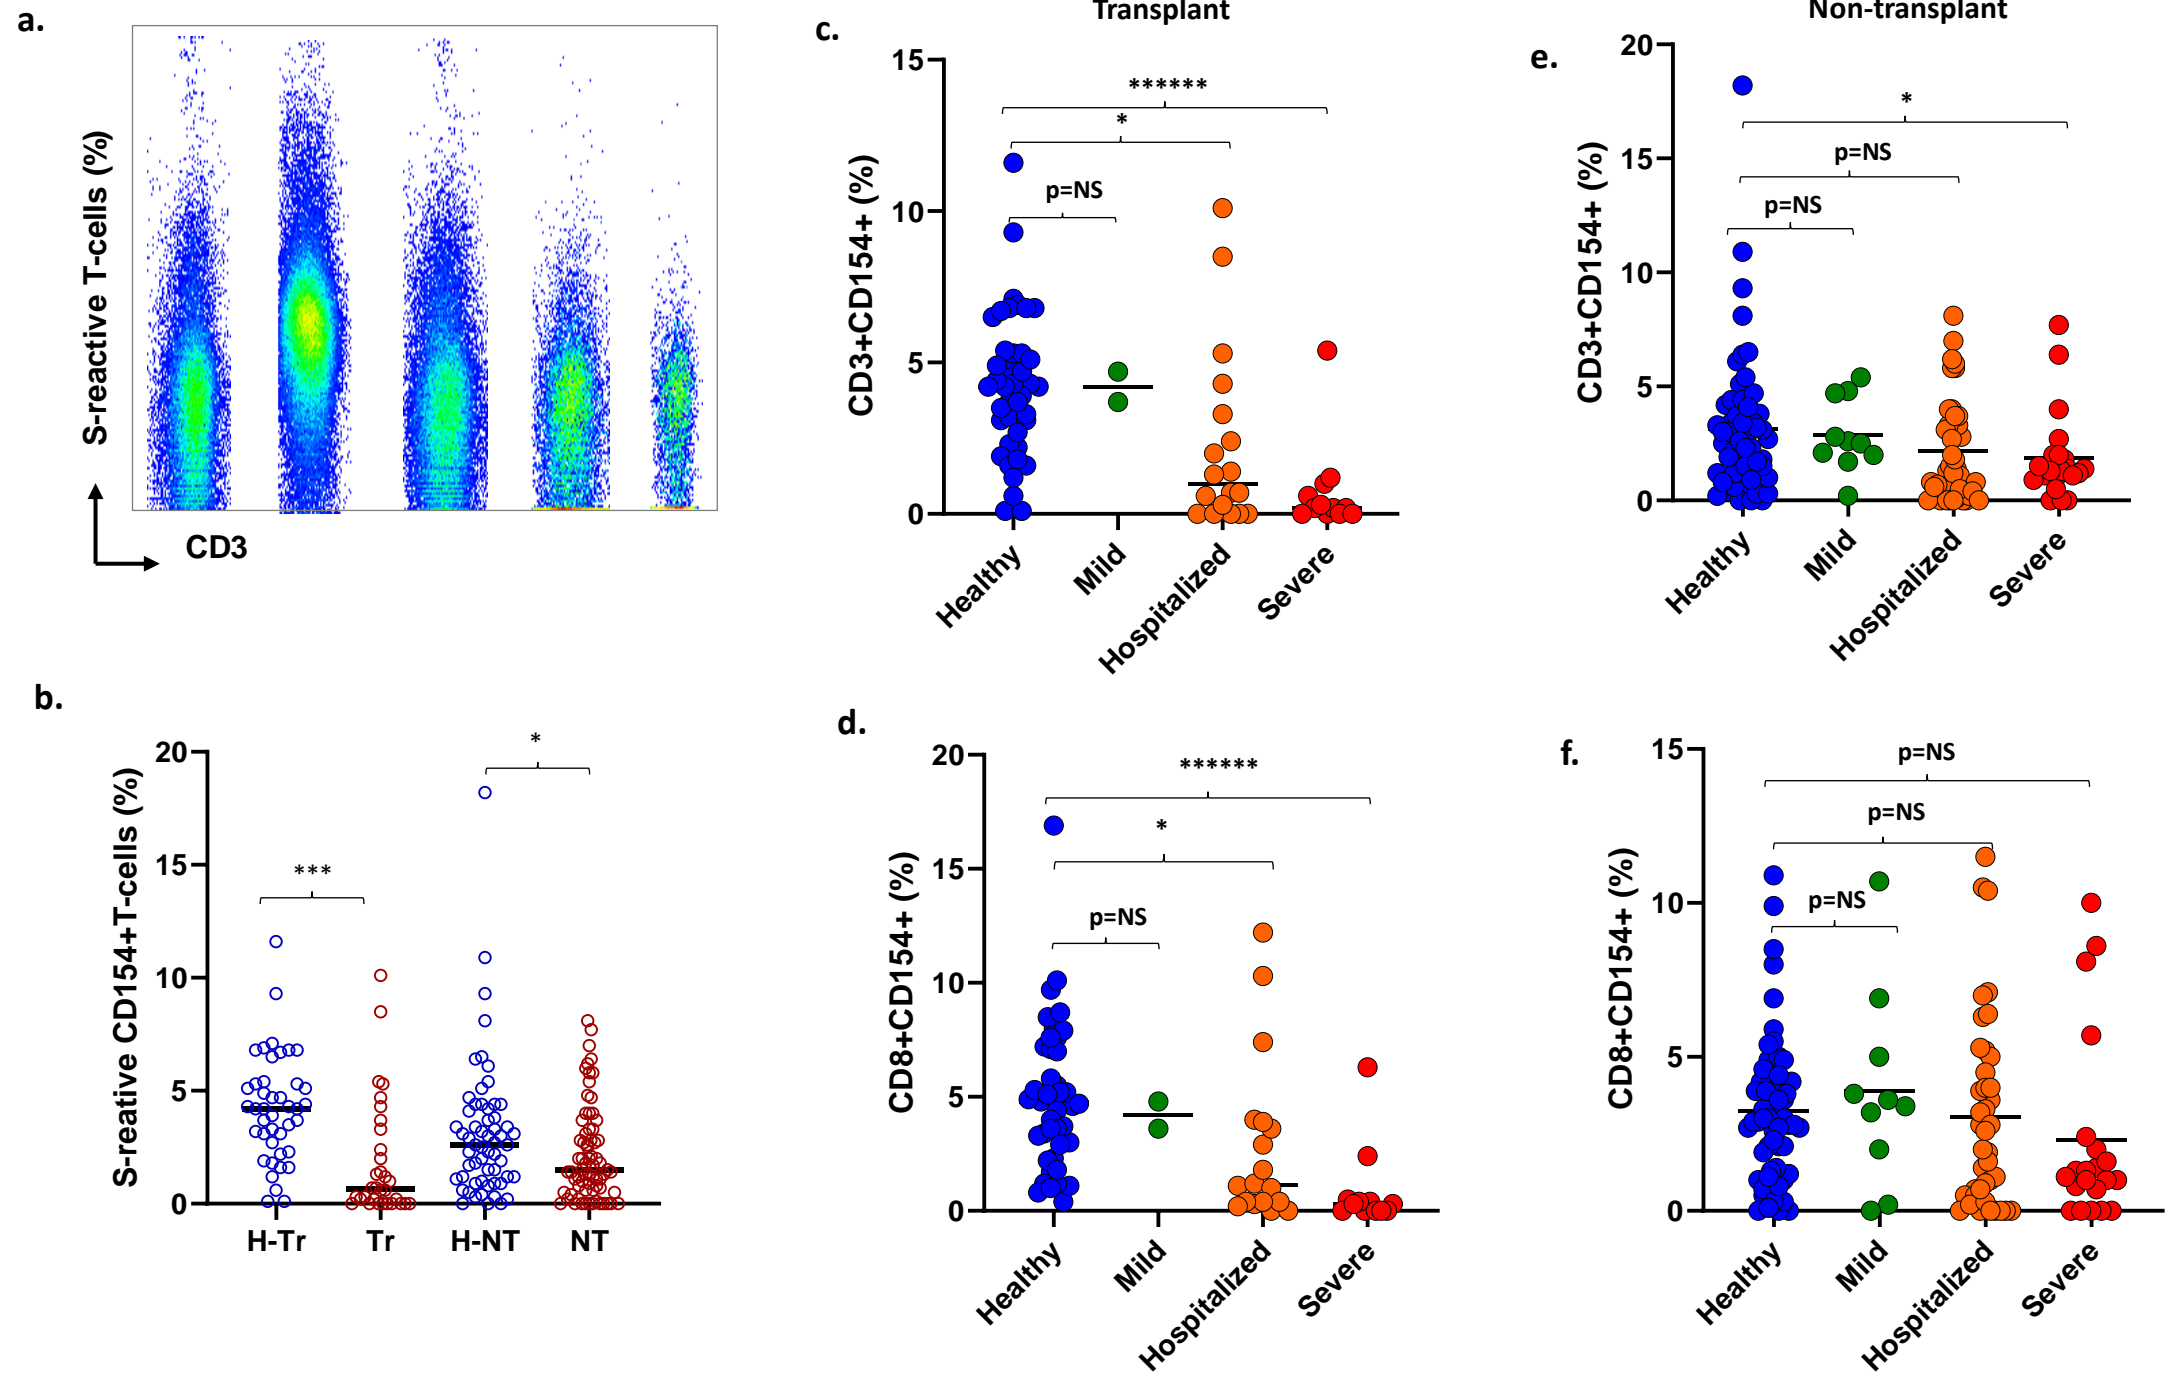 a.
S-reactive T-cells (%)
CD3
b.
S-reative CD154+T-cells (%)
20
15
10
5
0
***
*
H-Tr
Tr
H-NT
NT
Transplant
c.
CD3+CD154+ (%)
15
10
5
0
******
*
p=NS
Healthy
Mild
Hospitalized
Severe
d.
CD8+CD154+ (%)
20
15
10
5
0
******
*
p=NS
Healthy
Mild
Hospitalized
Severe
Non-transplant
e.
CD3+CD154+ (%)
20
15
10
5
0
*
p=NS
p=NS
Healthy
Mild
Hospitalized
Severe
f.
CD8+CD154+ (%)
15
10
5
0
p=NS
p=NS
p=NS
Healthy
Mild
Hospitalized
Severe